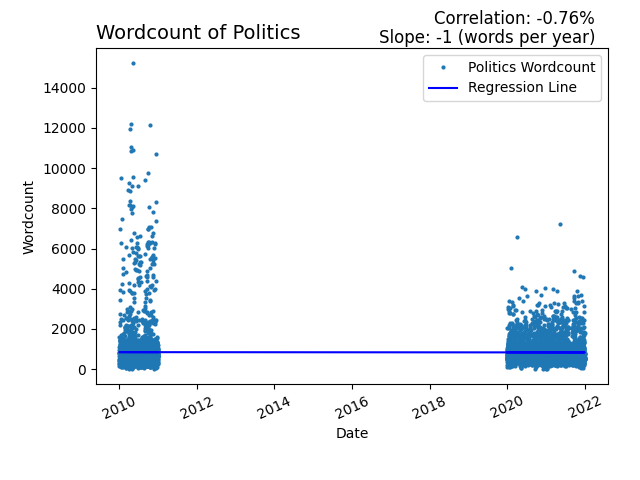 Wordcount of Politics
Correlation: -0.76%
Slope: -1 (words per year)
Politics Wordcount
Regression Line
14000
12000
10000
8000
6000
4000
2000
0
Wordcount
2010
2012
2014
2016
2018
2020
2022
Date